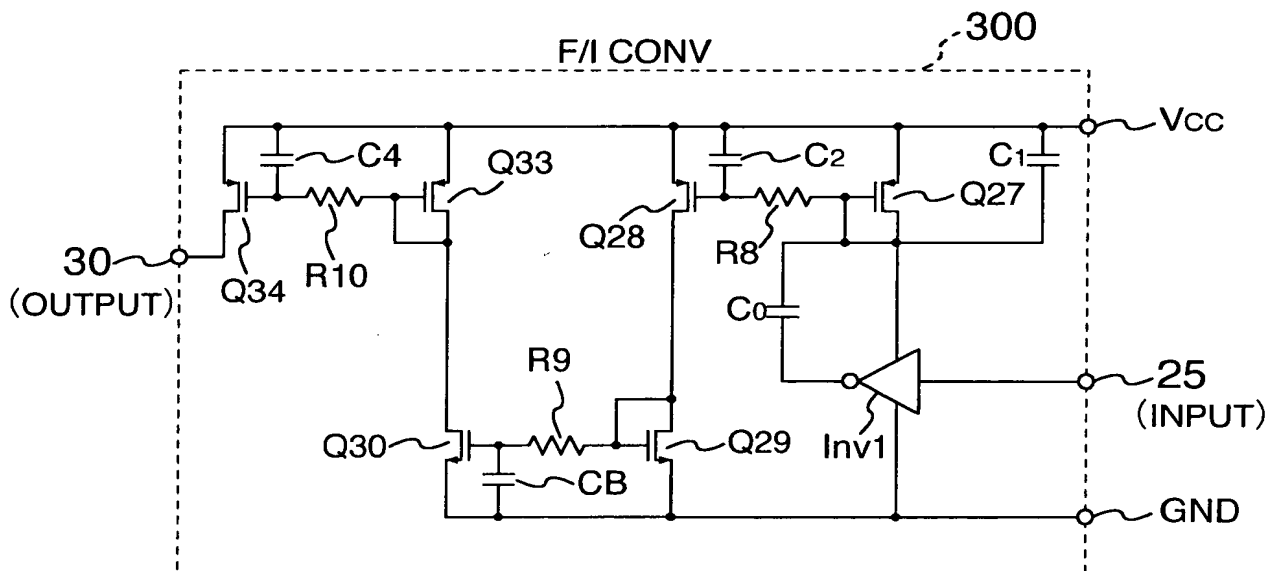 300
F/I CONV
VCC
C4
Q33
C2
C1
Q27
Q28
R8
30
(OUTPUT)
Q34
R10
C0
R9
25
(INPUT)
Q30
Q29
Inv1
CB
GND